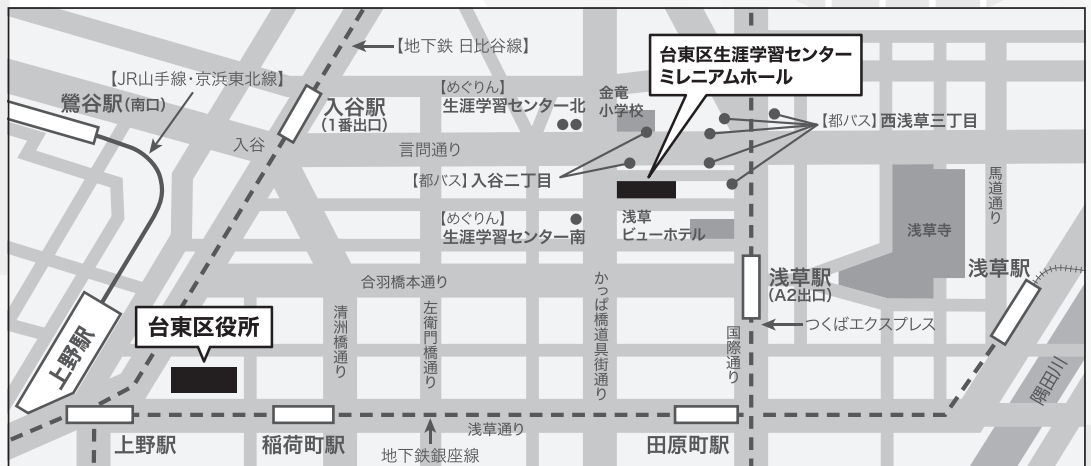 【地下鉄 日比谷線】
台東区生涯学習センター
ミレニアムホール
【JR山手線・京浜東北線】
鶯谷駅(南口)
入谷駅
(1番出口)
入谷
【めぐりん】
生涯学習センター北
金竜
小学校
【都バス】西浅草三丁目
言問通り
【都バス】入谷二丁目
馬道通り
【めぐりん】
生涯学習センター南
浅草
ビューホテル
浅草寺
浅草駅
(A2出口)
浅草駅
合羽橋本通り
かっぱ橋道具街通り
清洲橋通り
左衛門橋通り
国際通り
つくばエクスプレス
台東区役所
上野駅
隅田川
上野駅
稲荷町駅
浅草通り
田原町駅
地下鉄銀座線